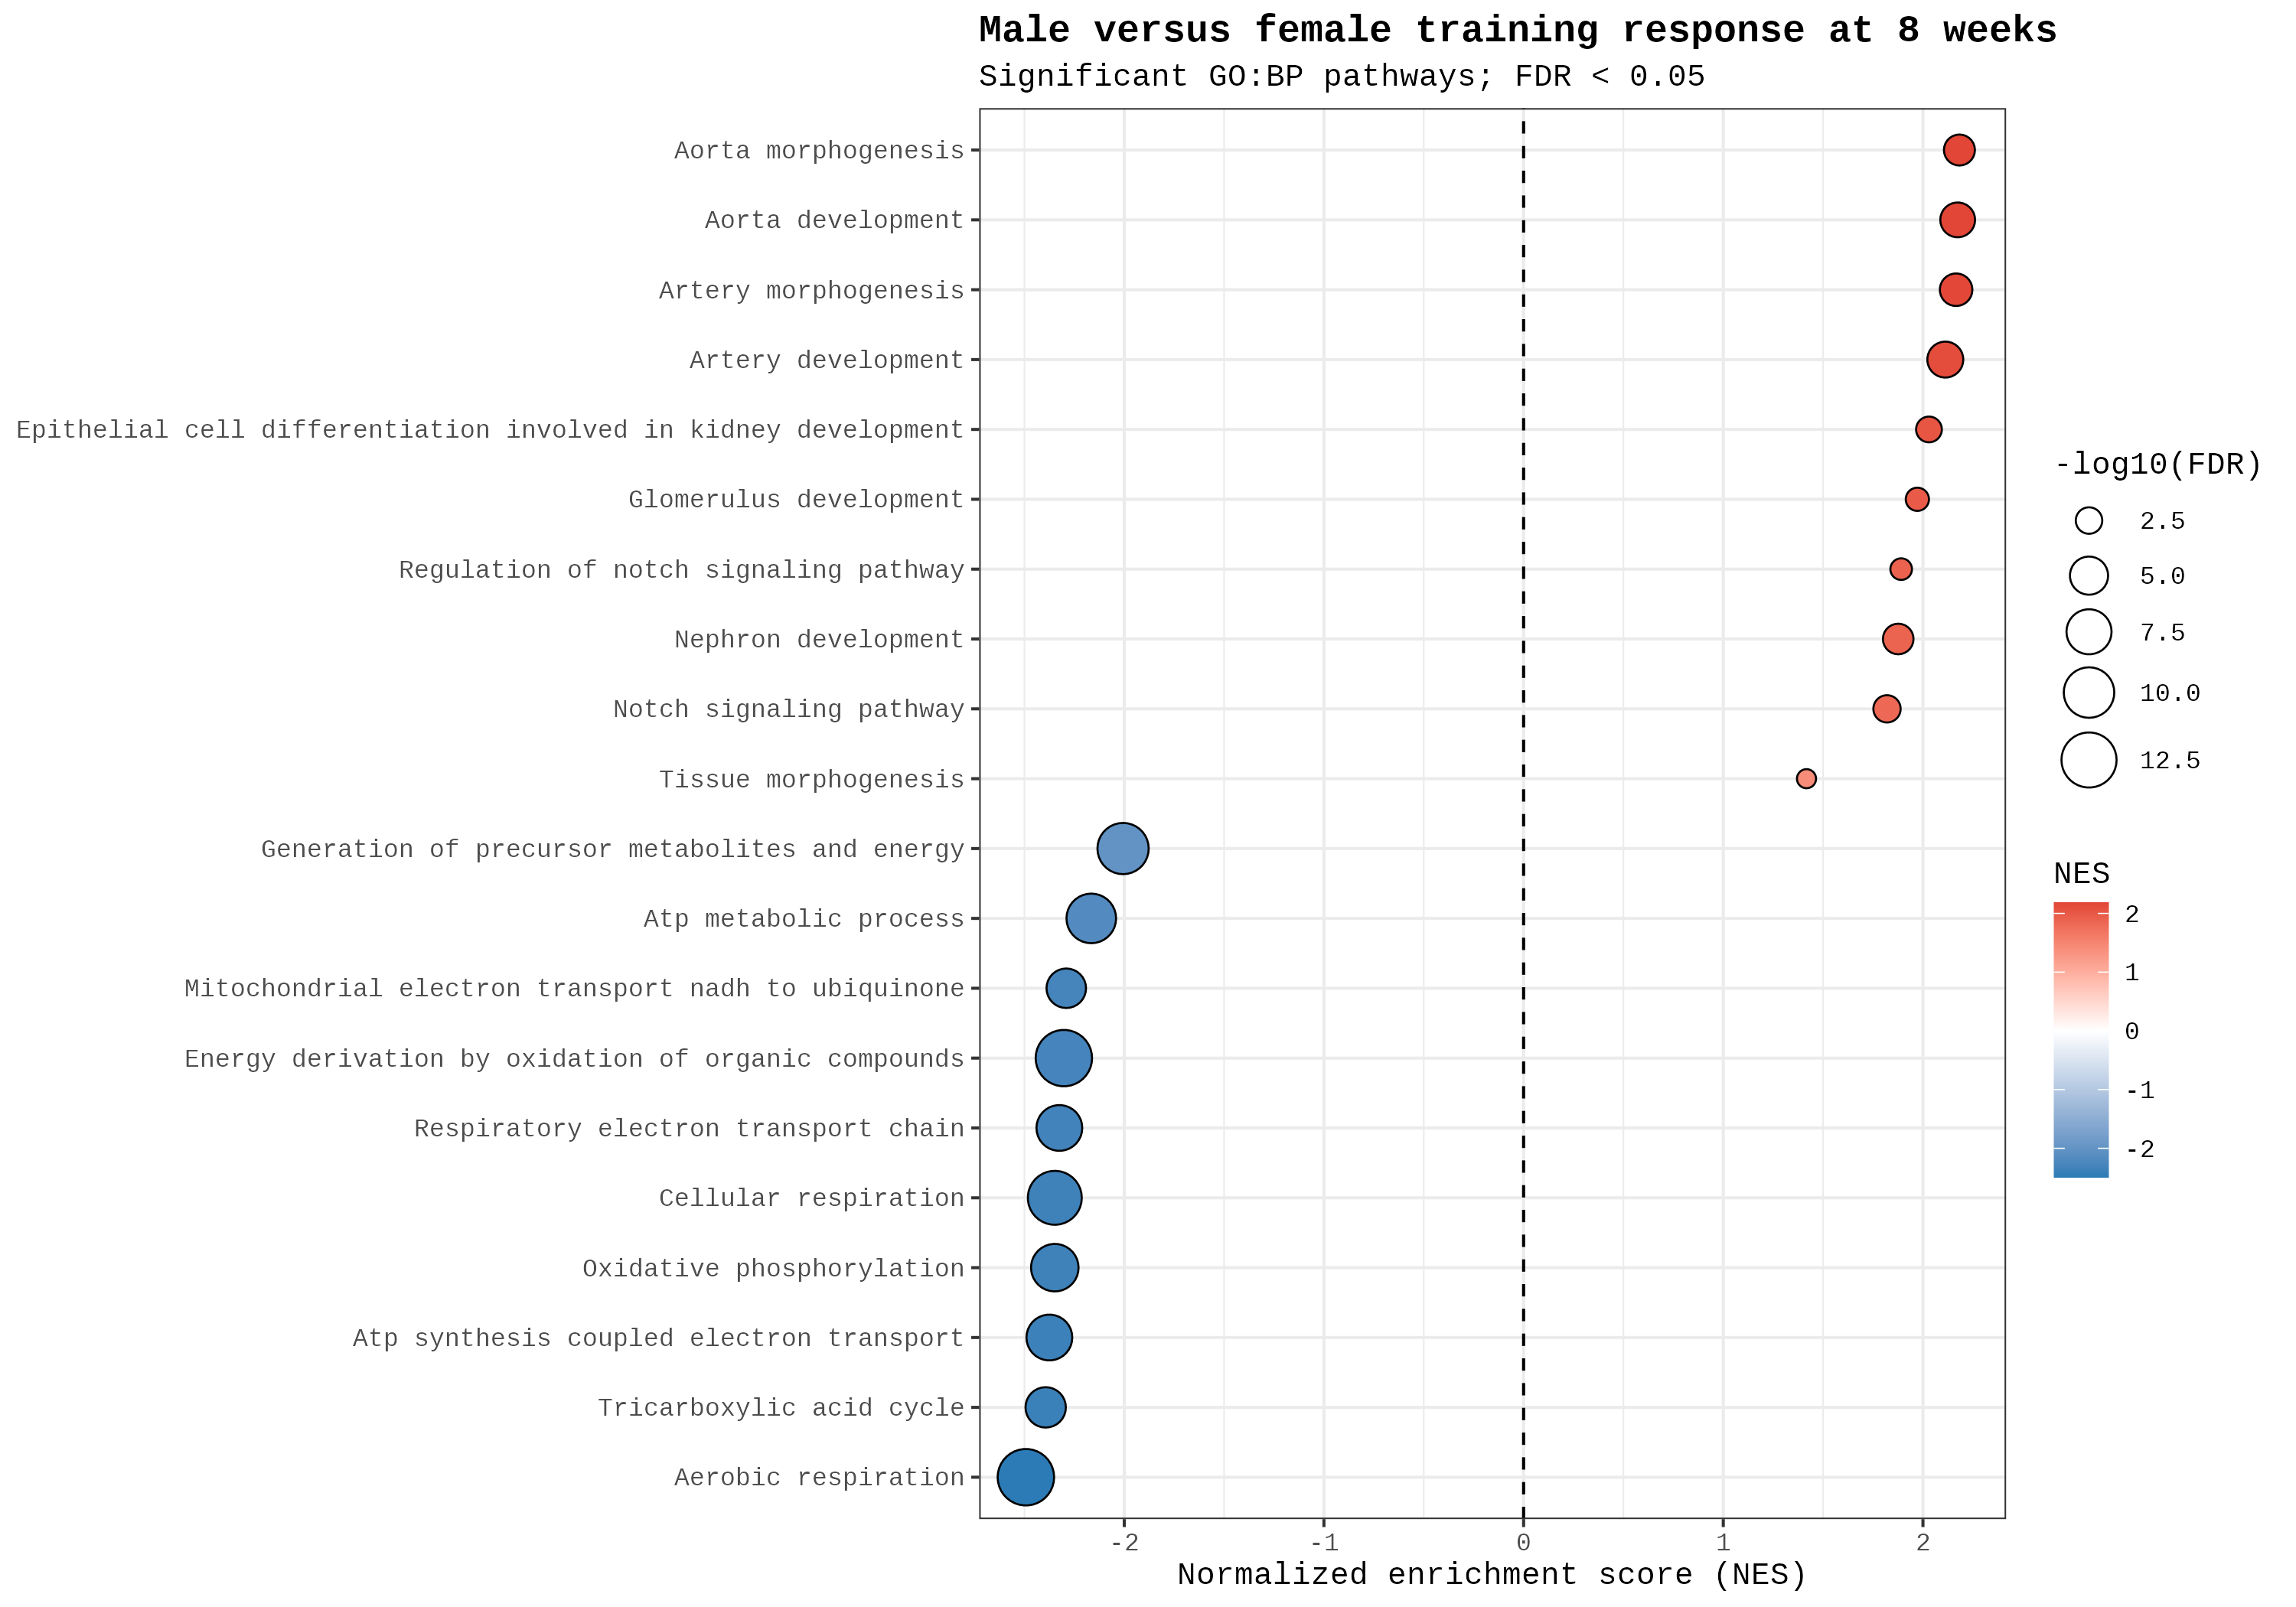 Male versus female training response at 8 weeks
Significant GO:BP pathways; FDR < 0.05
Aorta morphogenesis
Aorta development
Artery morphogenesis
Artery development
Epithelial cell differentiation involved in kidney development
Glomerulus development
Regulation of notch signaling pathway
Nephron development
Notch signaling pathway
Tissue morphogenesis
Generation of precursor metabolites and energy
Atp metabolic process
Mitochondrial electron transport nadh to ubiquinone
Energy derivation by oxidation of organic compounds
Respiratory electron transport chain
Cellular respiration
Oxidative phosphorylation
Atp synthesis coupled electron transport
Tricarboxylic acid cycle
Aerobic respiration
-2 -1 0 1 2
Normalized enrichment score (NES)
-log10(FDR)
2.5
5.0
7.5
10.0
12.5
NES
2
1
0
-1
-2